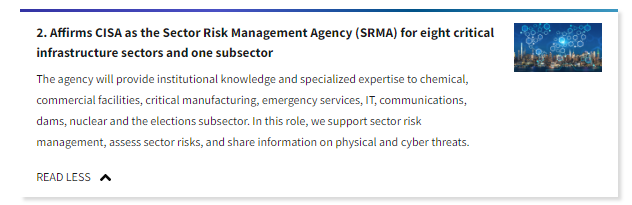 2. Affirms CISA as the Sector Risk Management Agency (SRMA) for eight critical
infrastructure sectors and one subsector
The agency will provide institutional knowledge and specialized expertise to chemical,
commercial facilities, critical manufacturing, emergency services, IT, communications,
dams, nuclear and the elections subsector. In this role, we support sector risk
management, assess sector risks, and share information on physical and cyber threats.
READ LESS